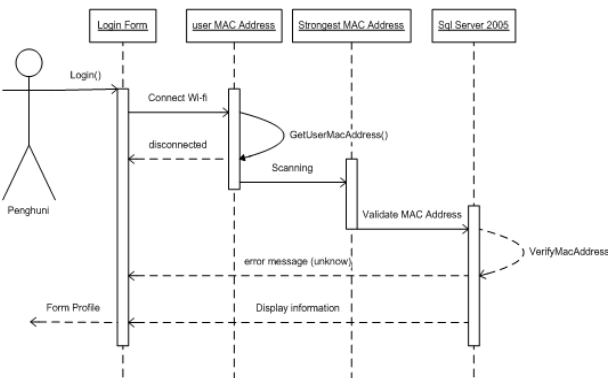 Login Form
user MAC Address
Strongest MAC Address
Sql Server 2005
Login()
Connect Wi-fi
GetUserMacAddress()
disconnected
Scanning
Penghuni
Validate MAC Address
VerifyMacAddress
error message (unknow)
Form Profile
Display information